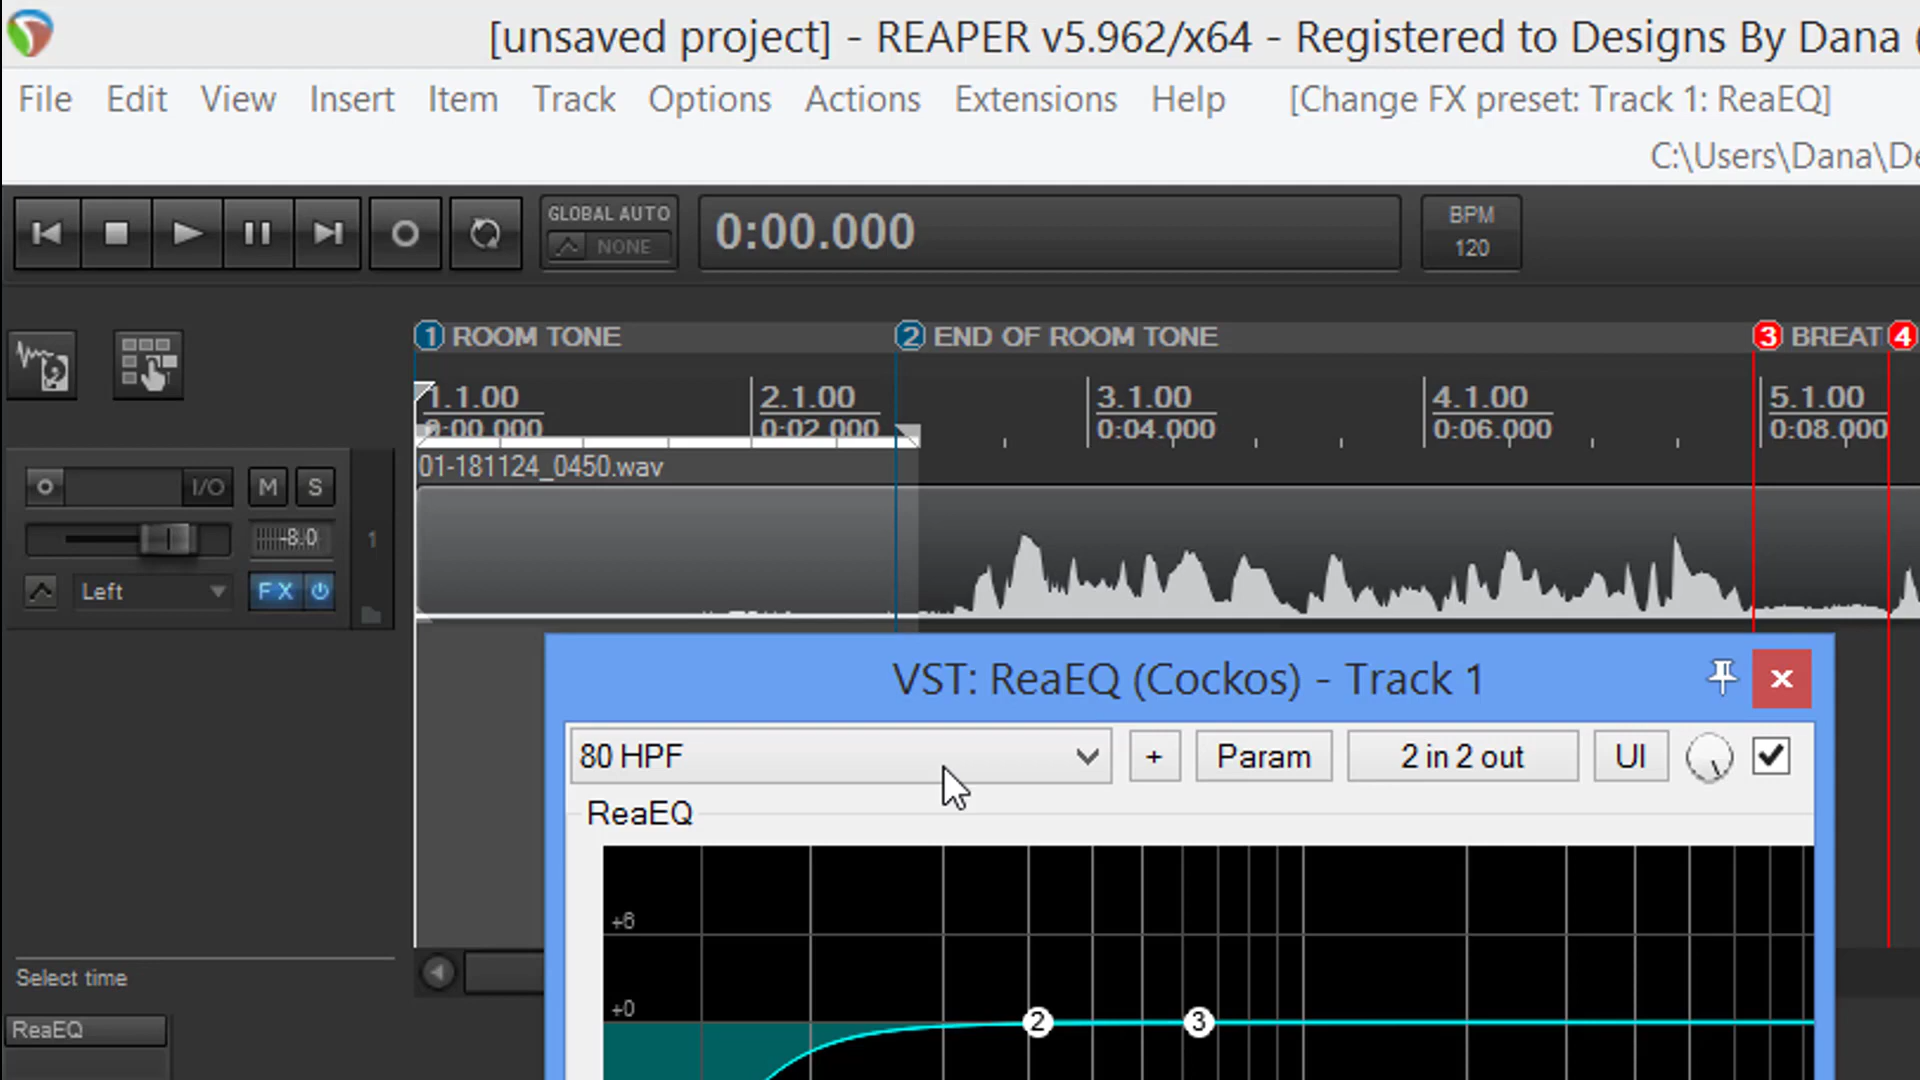 [unsaved project] - REAPER v5.962/x64 - Registered to Designs By Dana (
File Edit View Insert Item Track Options Actions Extensions Help [Change FX preset: Track 1: ReaEQ]
C:\Users\Dana\De
GLOBAL AUTO
NONE
0:00.000
BPM
120
1 ROOM TONE 2 END OF ROOM TONE 3 BREAT 4
1.1.00 2.1.00 3.1.00 4.1.00 5.1.00
0:00.000 0:02.000 0:04.000 0:06.000 0:08.000
01-181124_0450.wav
I/O M S
-8.0 1
Left FX
VST: ReaEQ (Cockos) - Track 1
80 HPF + Param 2 in 2 out UI
ReaEQ
+6
+0
2 3
Select time
ReaEQ